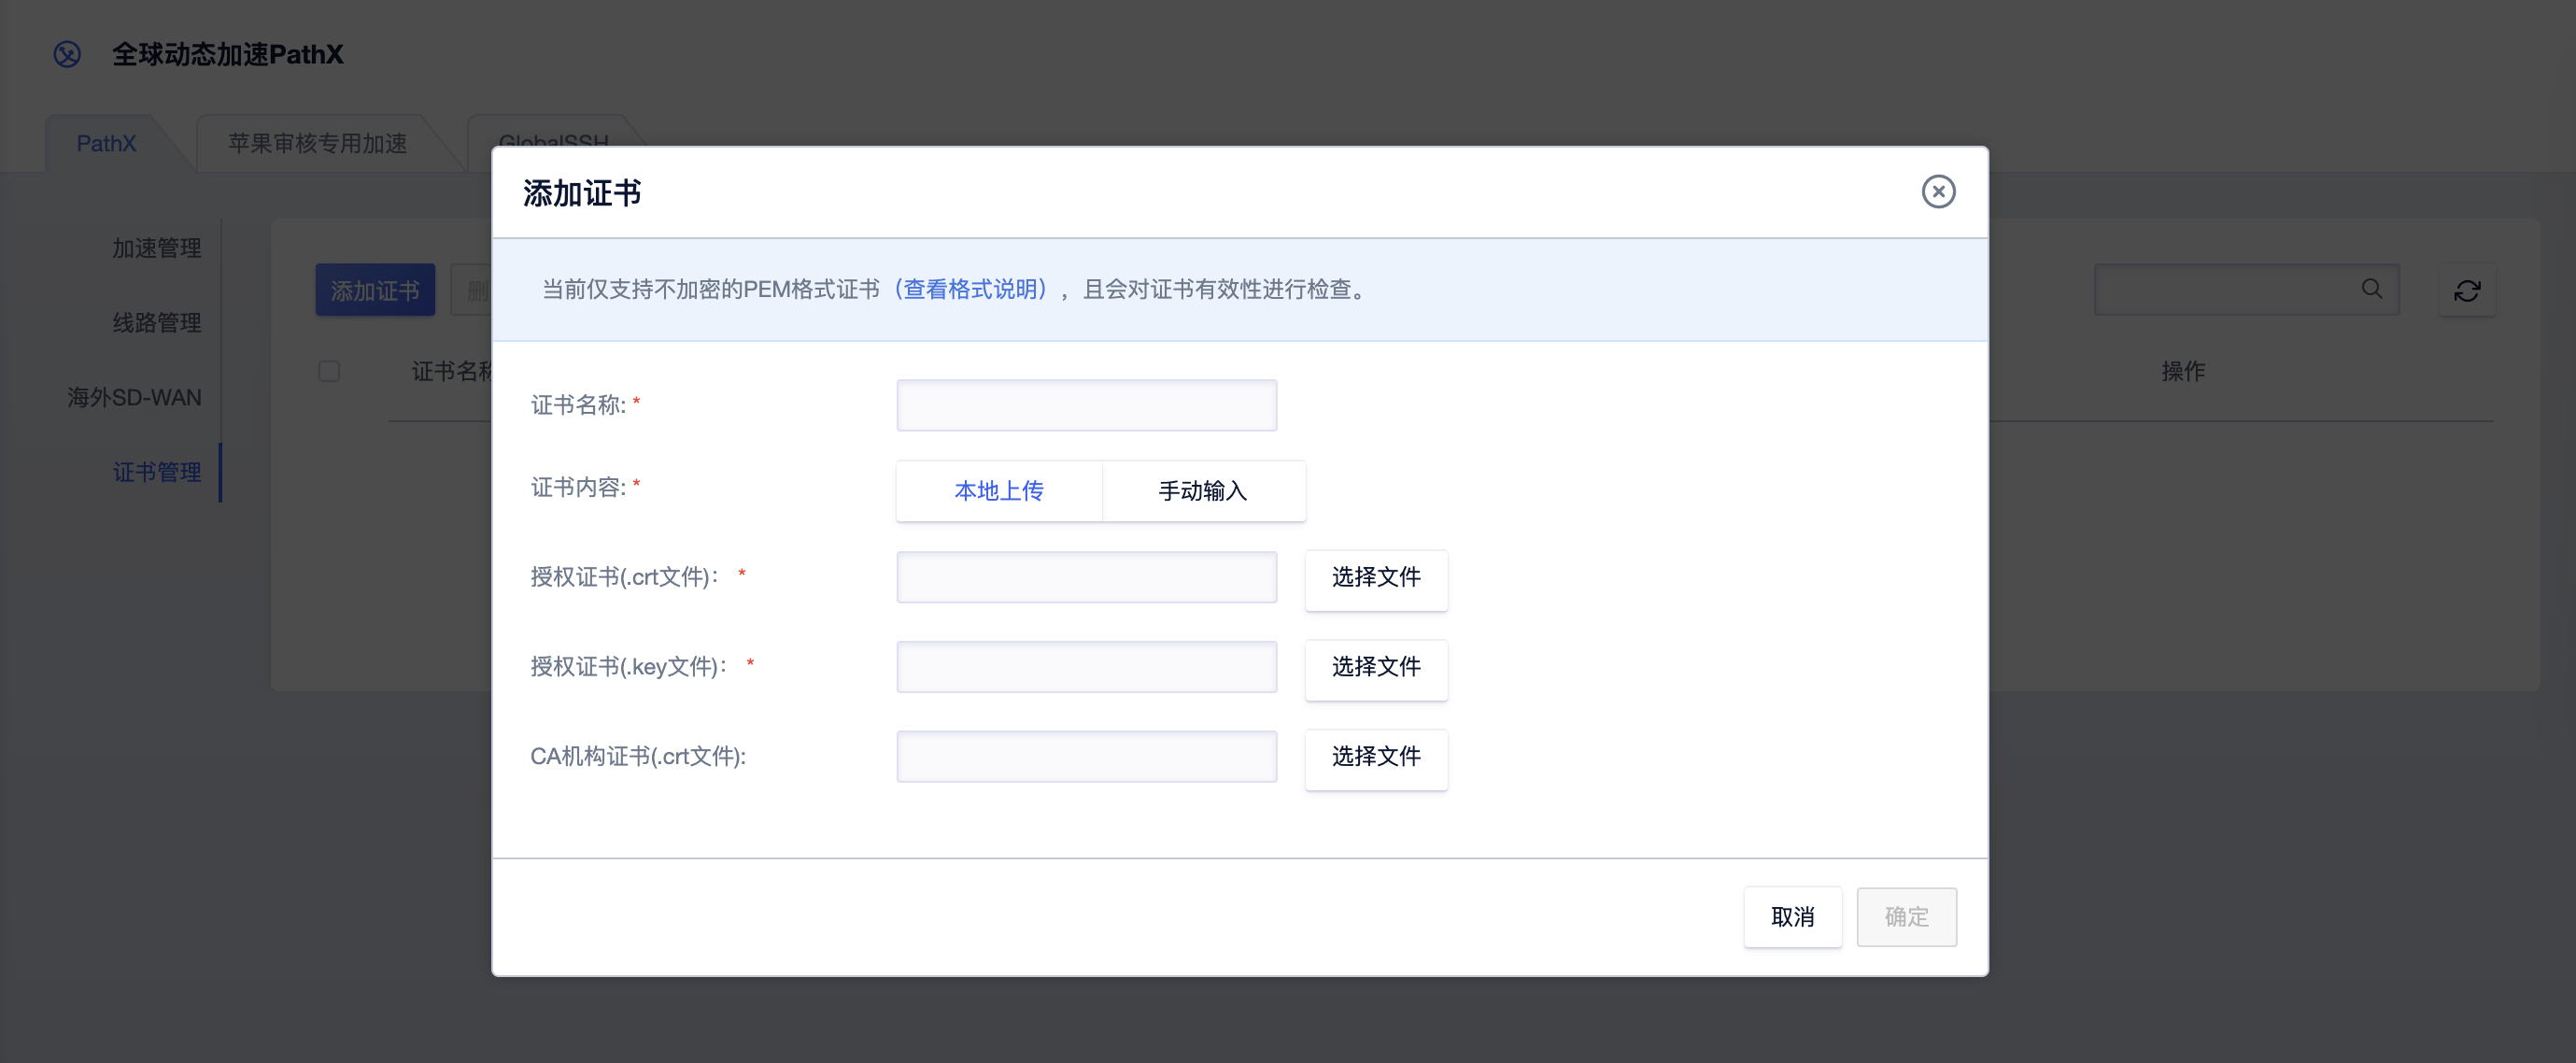 全球动态加速PathX
PathX
苹果审核专用加速
GlobalSSH
加速管理
线路管理
海外SD-WAN
证书管理
添加证书
删
证书名称
操作
添加证书
当前仅支持不加密的PEM格式证书（查看格式说明），且会对证书有效性进行检查。
证书名称: *
证书内容: *
本地上传
手动输入
授权证书(.crt文件)： *
选择文件
授权证书(.key文件)： *
选择文件
CA机构证书(.crt文件):
选择文件
取消
确定